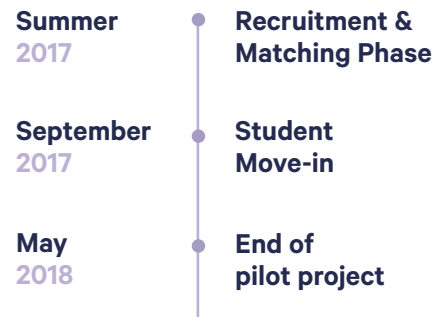 Summer
2017
Recruitment &
Matching Phase
September
2017
Student
Move-in
May
2018
End of
pilot project